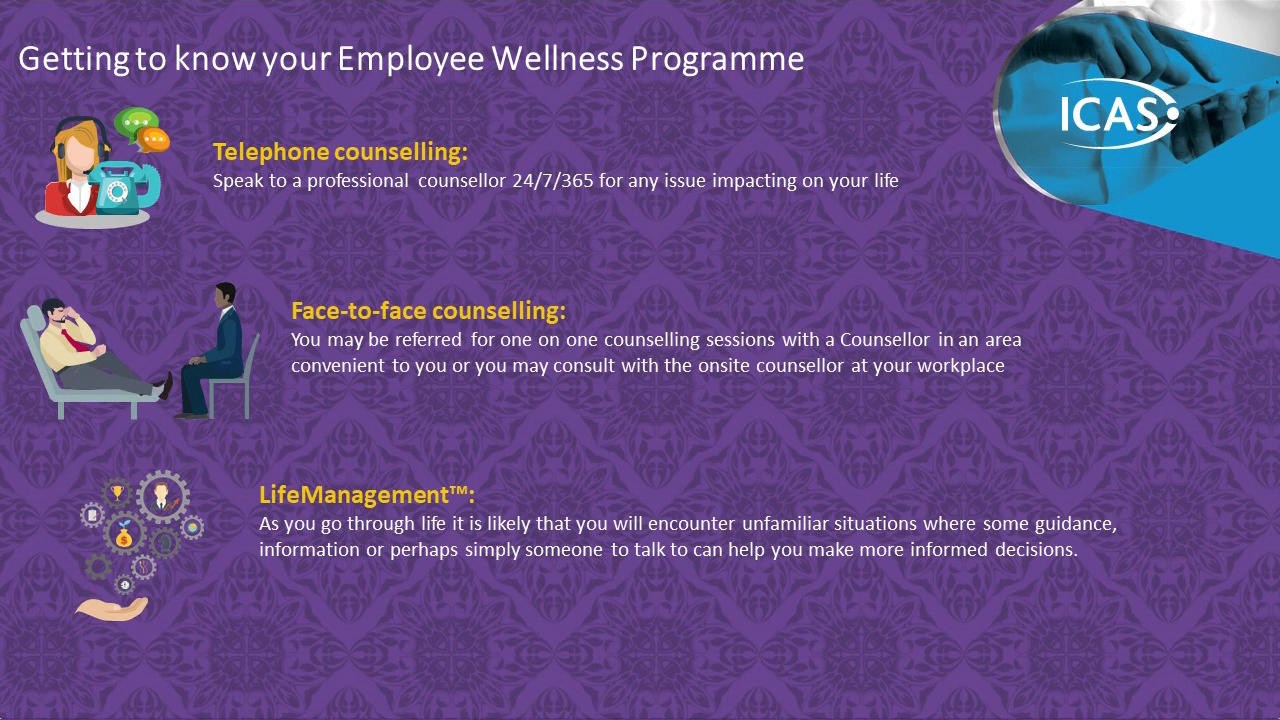 Getting to know your Employee Wellness Programme
ICAS
Telephone counselling:
Speak to a professional counsellor 24/7/365 for any issue impacting on your life
Face-to-face counselling:
You may be referred for one on one counselling sessions with a Counsellor in an area
convenient to you or you may consult with the onsite counsellor at your workplace
LifeManagement™:
As you go through life it is likely that you will encounter unfamiliar situations where some guidance,
information or perhaps simply someone to talk to can help you make more informed decisions.